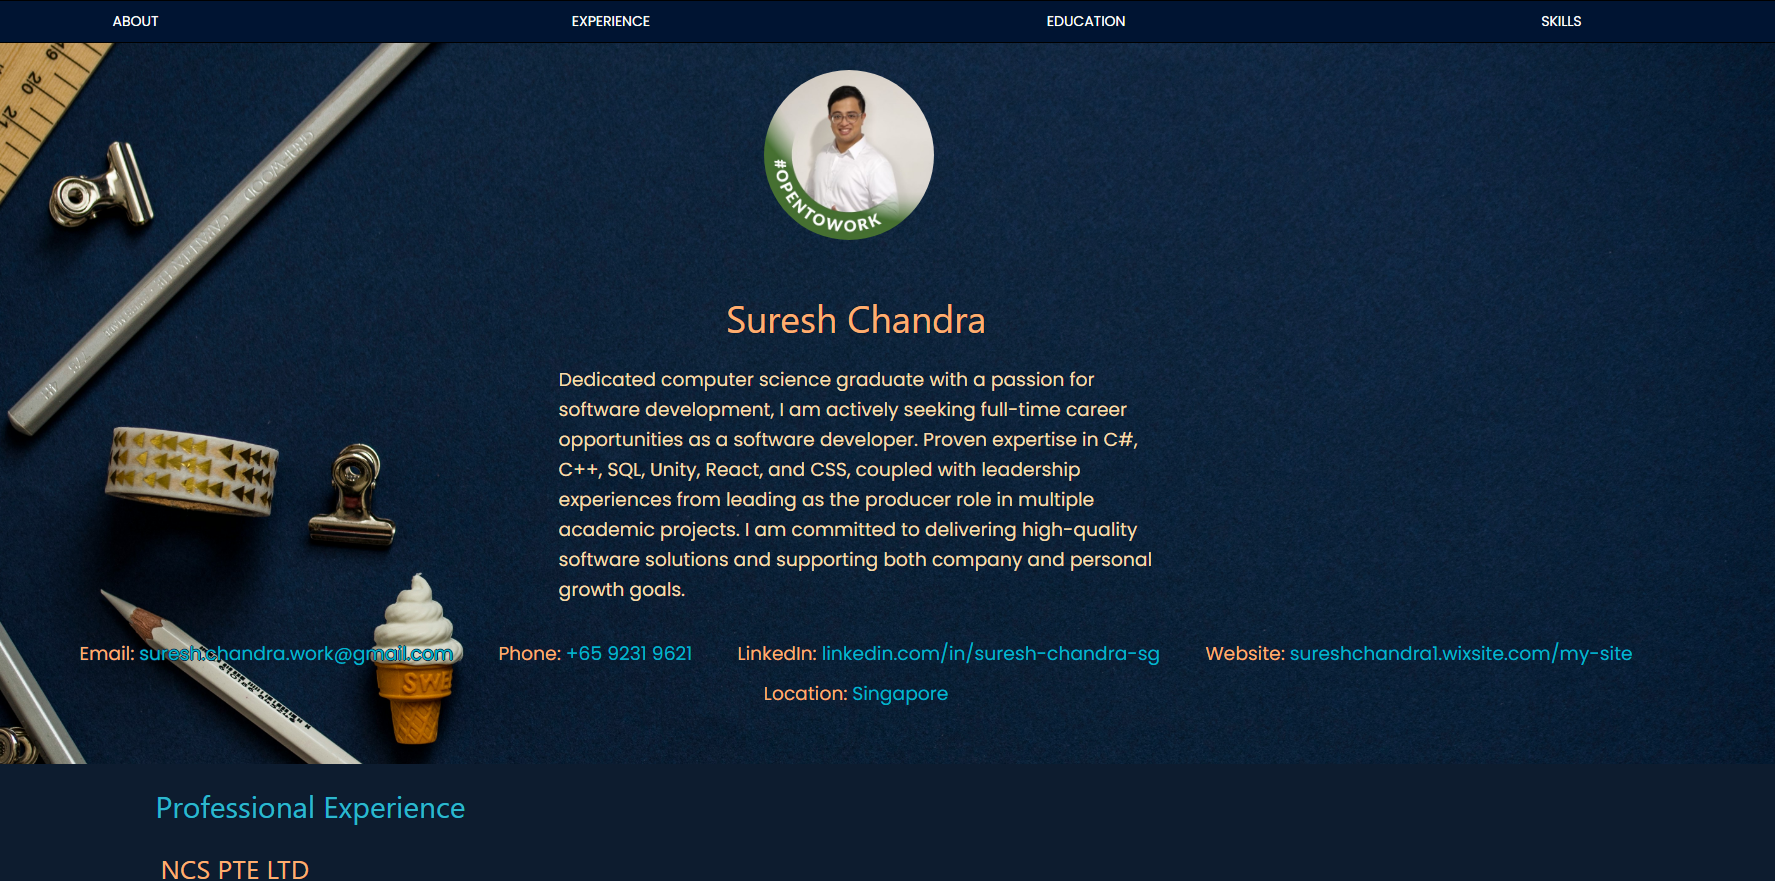 ABOUT EXPERIENCE EDUCATION SKILLS
#OPENTOWORK
Suresh Chandra
Dedicated computer science graduate with a passion for
software development, I am actively seeking full-time career
opportunities as a software developer. Proven expertise in C#,
C++, SQL, Unity, React, and CSS, coupled with leadership
experiences from leading as the producer role in multiple
academic projects. I am committed to delivering high-quality
software solutions and supporting both company and personal
growth goals.
Email: suresh.chandra.work@gmail.com Phone: +65 9231 9621 LinkedIn: linkedin.com/in/suresh-chandra-sg Website: sureshchandra1.wixsite.com/my-site
SWE
Location: Singapore
Professional Experience
NCS PTE LTD